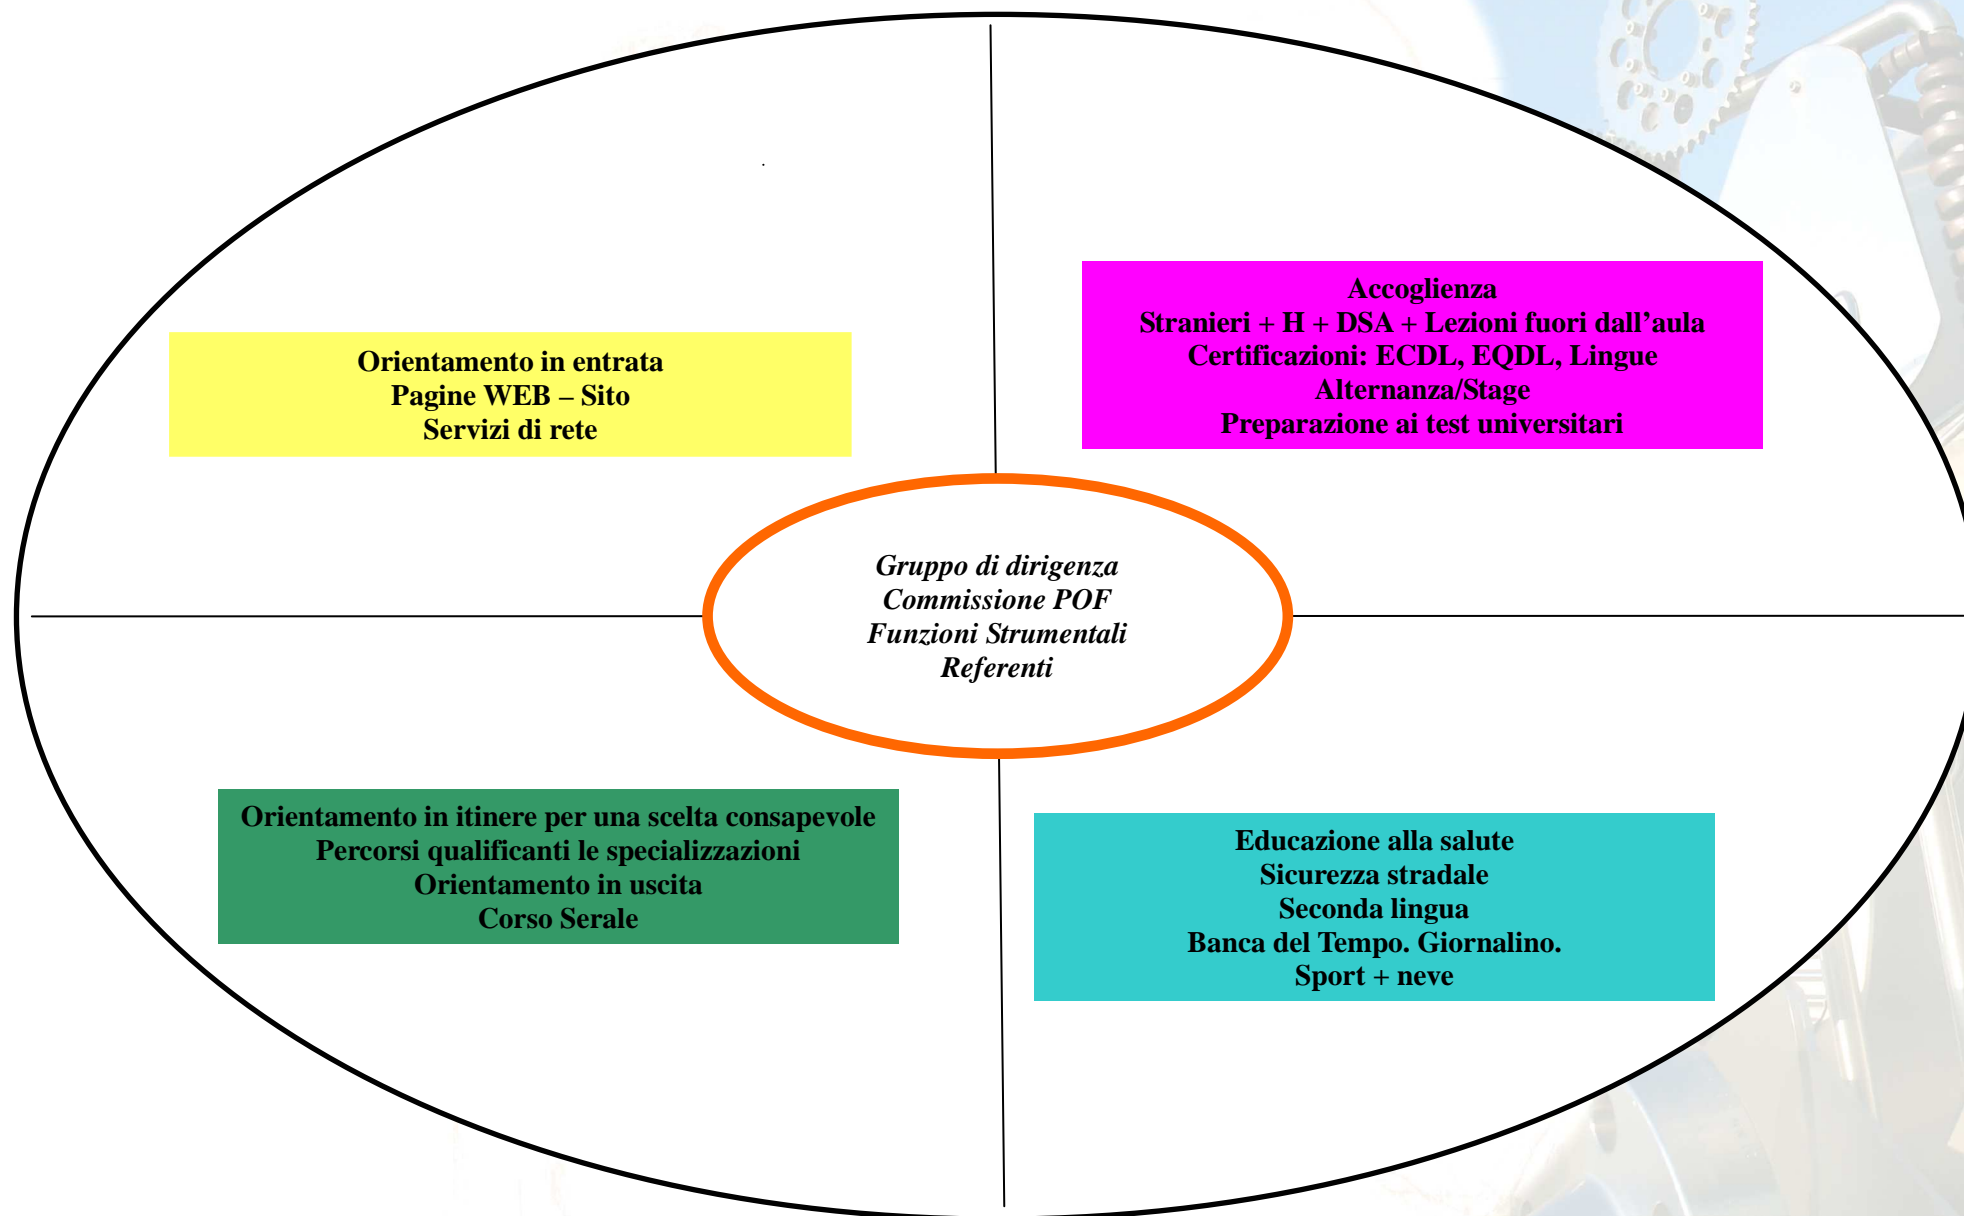 Orientamento in entrata
Pagine WEB – Sito
Servizi di rete
Accoglienza
Stranieri + H + DSA + Lezioni fuori dall’aula
Certificazioni: ECDL, EQDL, Lingue
Alternanza/Stage
Preparazione ai test universitari
Gruppo di dirigenza
Commissione POF
Funzioni Strumentali
Referenti
Orientamento in itinere per una scelta consapevole
Percorsi qualificanti le specializzazioni
Orientamento in uscita
Corso Serale
Educazione alla salute
Sicurezza stradale
Seconda lingua
Banca del Tempo. Giornalino.
Sport + neve